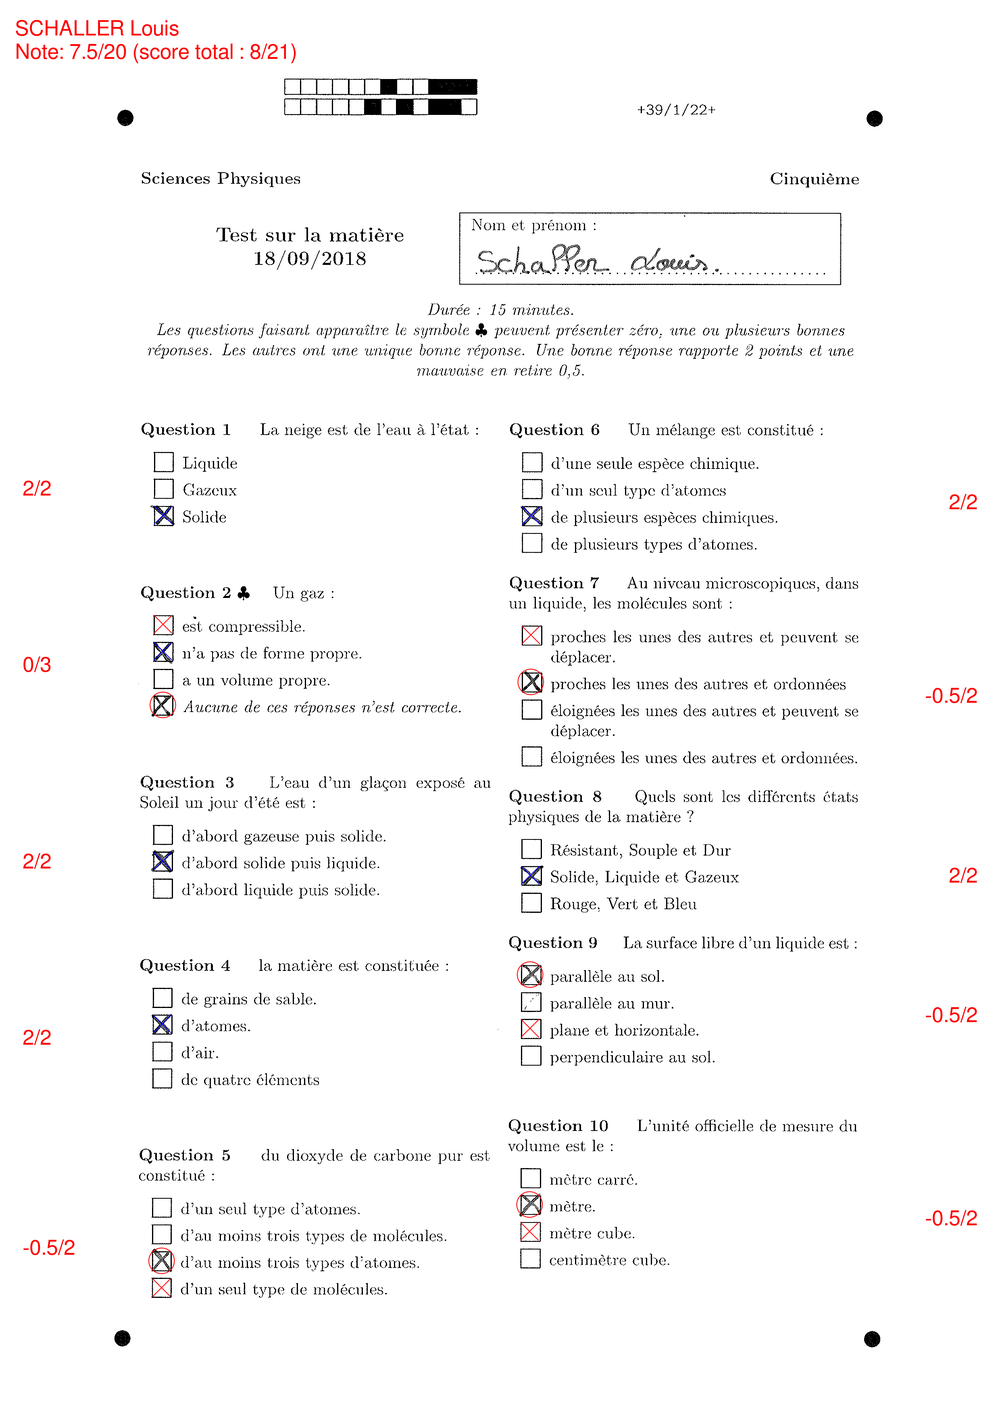 SCHALLER Louis
Note: 7.5/20 (score total : 8/21)
+39/1/22+
Sciences Physiques
Cinquième
Test sur la matière
18/09/2018
Nom et prénom :
Schaller Louis.
Durée : 15 minutes.
Les questions faisant apparaître le symbole ♣ peuvent présenter zéro, une ou plusieurs bonnes
réponses. Les autres ont une unique bonne réponse. Une bonne réponse rapporte 2 points et une
mauvaise en retire 0,5.
Question 1 La neige est de l'eau à l'état :
Liquide
Gazeux
Solide
2/2
Question 2 ♣ Un gaz :
est compressible.
n'a pas de forme propre.
a un volume propre.
Aucune de ces réponses n'est correcte.
0/3
Question 3 L'eau d'un glaçon exposé au
Soleil un jour d'été est :
d'abord gazeuse puis solide.
d'abord solide puis liquide.
d'abord liquide puis solide.
2/2
Question 4 la matière est constituée :
de grains de sable.
d'atomes.
d'air.
de quatre éléments
2/2
Question 5 du dioxyde de carbone pur est
constitué :
d'un seul type d'atomes.
d'au moins trois types de molécules.
d'au moins trois types d'atomes.
d'un seul type de molécules.
-0.5/2
Question 6 Un mélange est constitué :
d'une seule espèce chimique.
d'un seul type d'atomes
de plusieurs espèces chimiques.
de plusieurs types d'atomes.
2/2
Question 7 Au niveau microscopiques, dans
un liquide, les molécules sont :
proches les unes des autres et peuvent se
déplacer.
proches les unes des autres et ordonnées
éloignées les unes des autres et peuvent se
déplacer.
éloignées les unes des autres et ordonnées.
-0.5/2
Question 8 Quels sont les différents états
physiques de la matière ?
Résistant, Souple et Dur
Solide, Liquide et Gazeux
Rouge, Vert et Bleu
2/2
Question 9 La surface libre d'un liquide est :
parallèle au sol.
parallèle au mur.
plane et horizontale.
perpendiculaire au sol.
-0.5/2
Question 10 L'unité officielle de mesure du
volume est le :
mètre carré.
mètre.
mètre cube.
centimètre cube.
-0.5/2